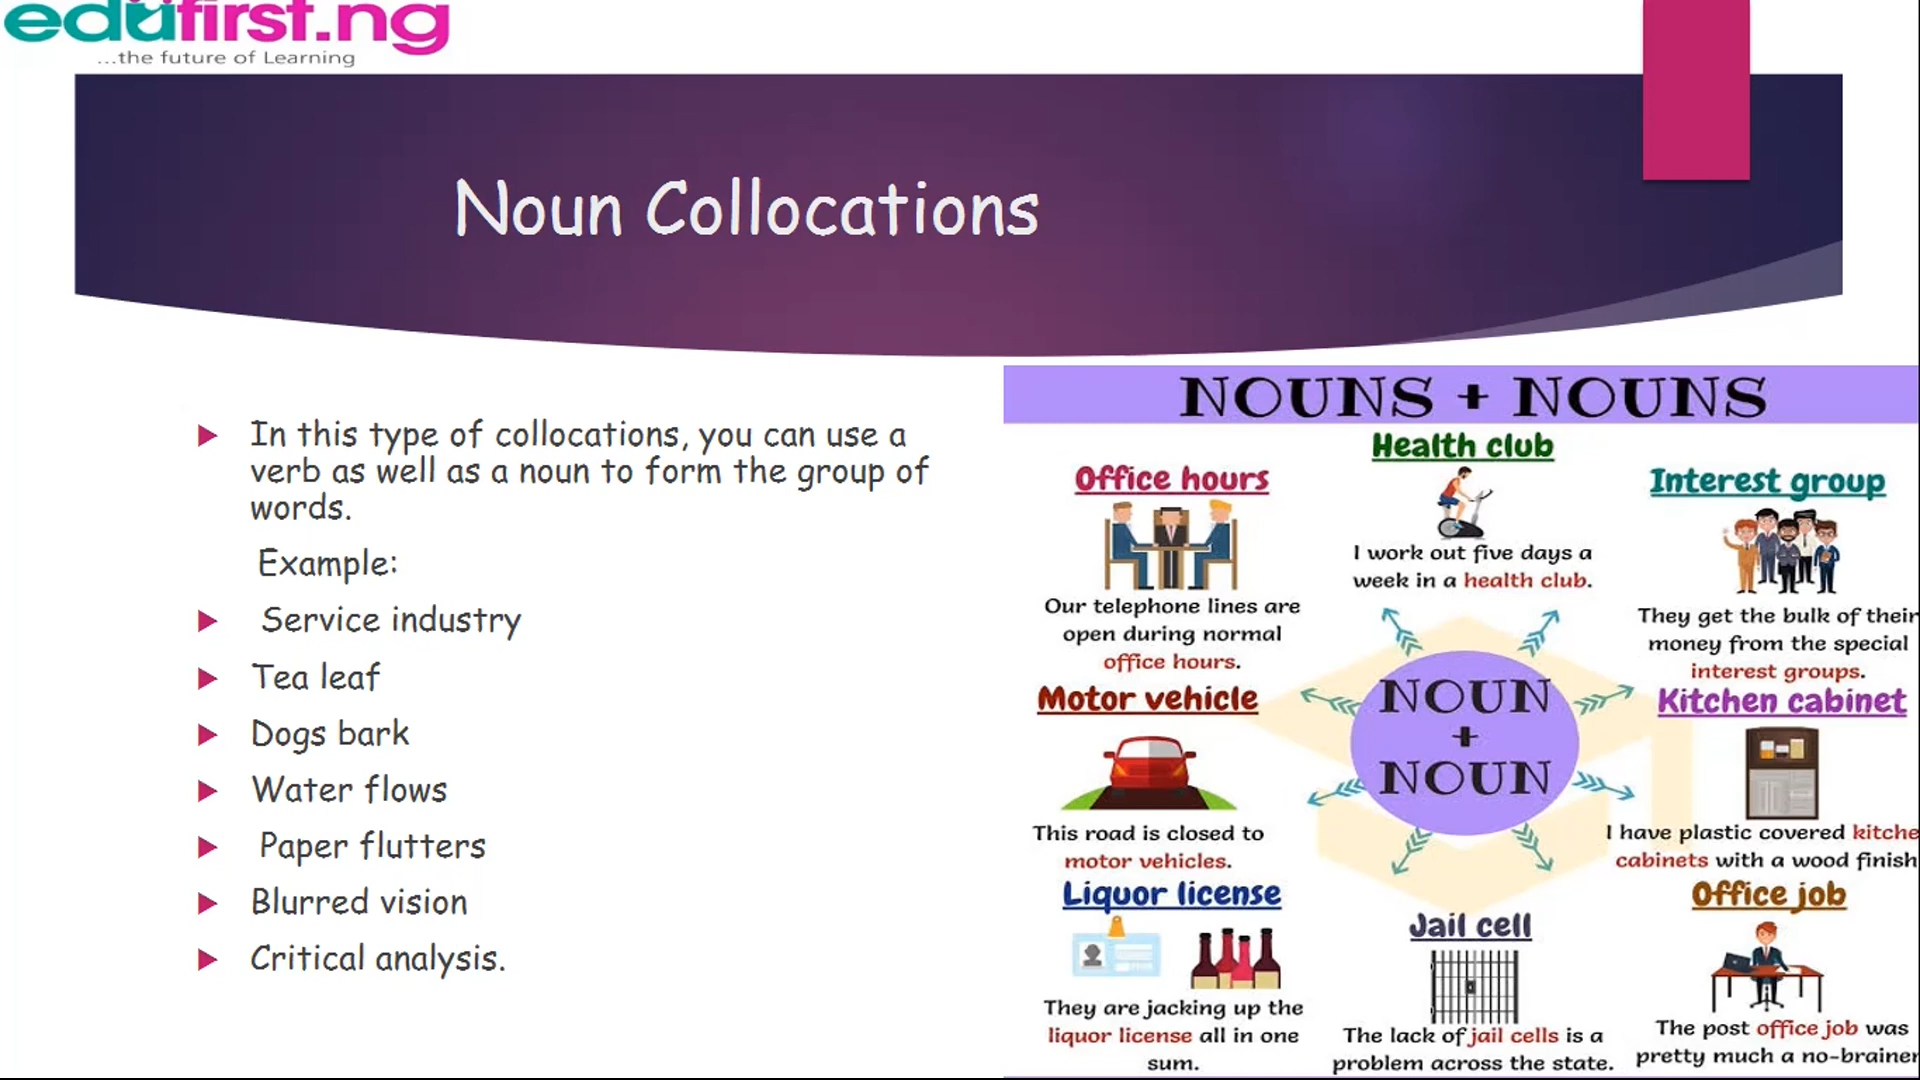 edufirst.ng
...the future of Learning
Noun Collocations
In this type of collocations, you can use a
verb as well as a noun to form the group of
words.
Example:
Service industry
Tea leaf
Dogs bark
Water flows
Paper flutters
Blurred vision
Critical analysis.
NOUNS + NOUNS
Office hours
Our telephone lines are
open during normal
office hours.
Health club
I work out five days a
week in a health club.
Interest group
They get the bulk of their
money from the special
interest groups.
Motor vehicle
This road is closed to
motor vehicles.
NOUN
+
NOUN
Kitchen cabinet
I have plastic covered kitche
cabinets with a wood finish
Liquor license
They are jacking up the
liquor license all in one
sum.
Jail cell
The lack of jail cells is a
problem across the state.
Office job
The post office job was
pretty much a no-brainer